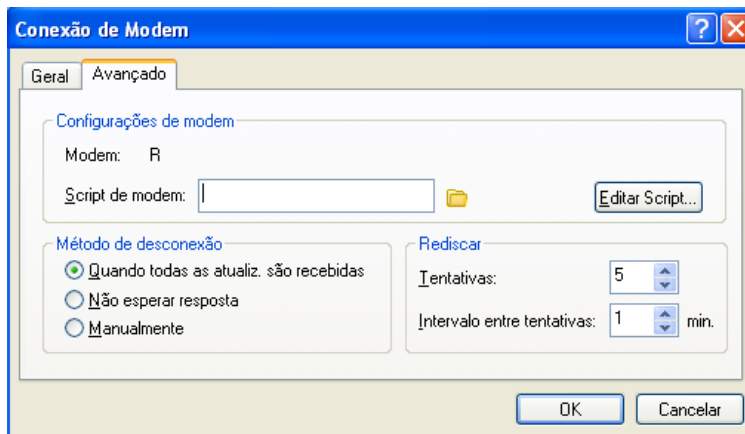 Conexão de Modem
Geral
Avançado
Configurações de modem
Modem: R
Script de modem:
Editar Script...
Método de desconexão
Quando todas as atualiz. são recebidas
Não esperar resposta
Manualmente
Rediscar
Tentativas: 5
Intervalo entre tentativas: 1 min.
OK
Cancelar